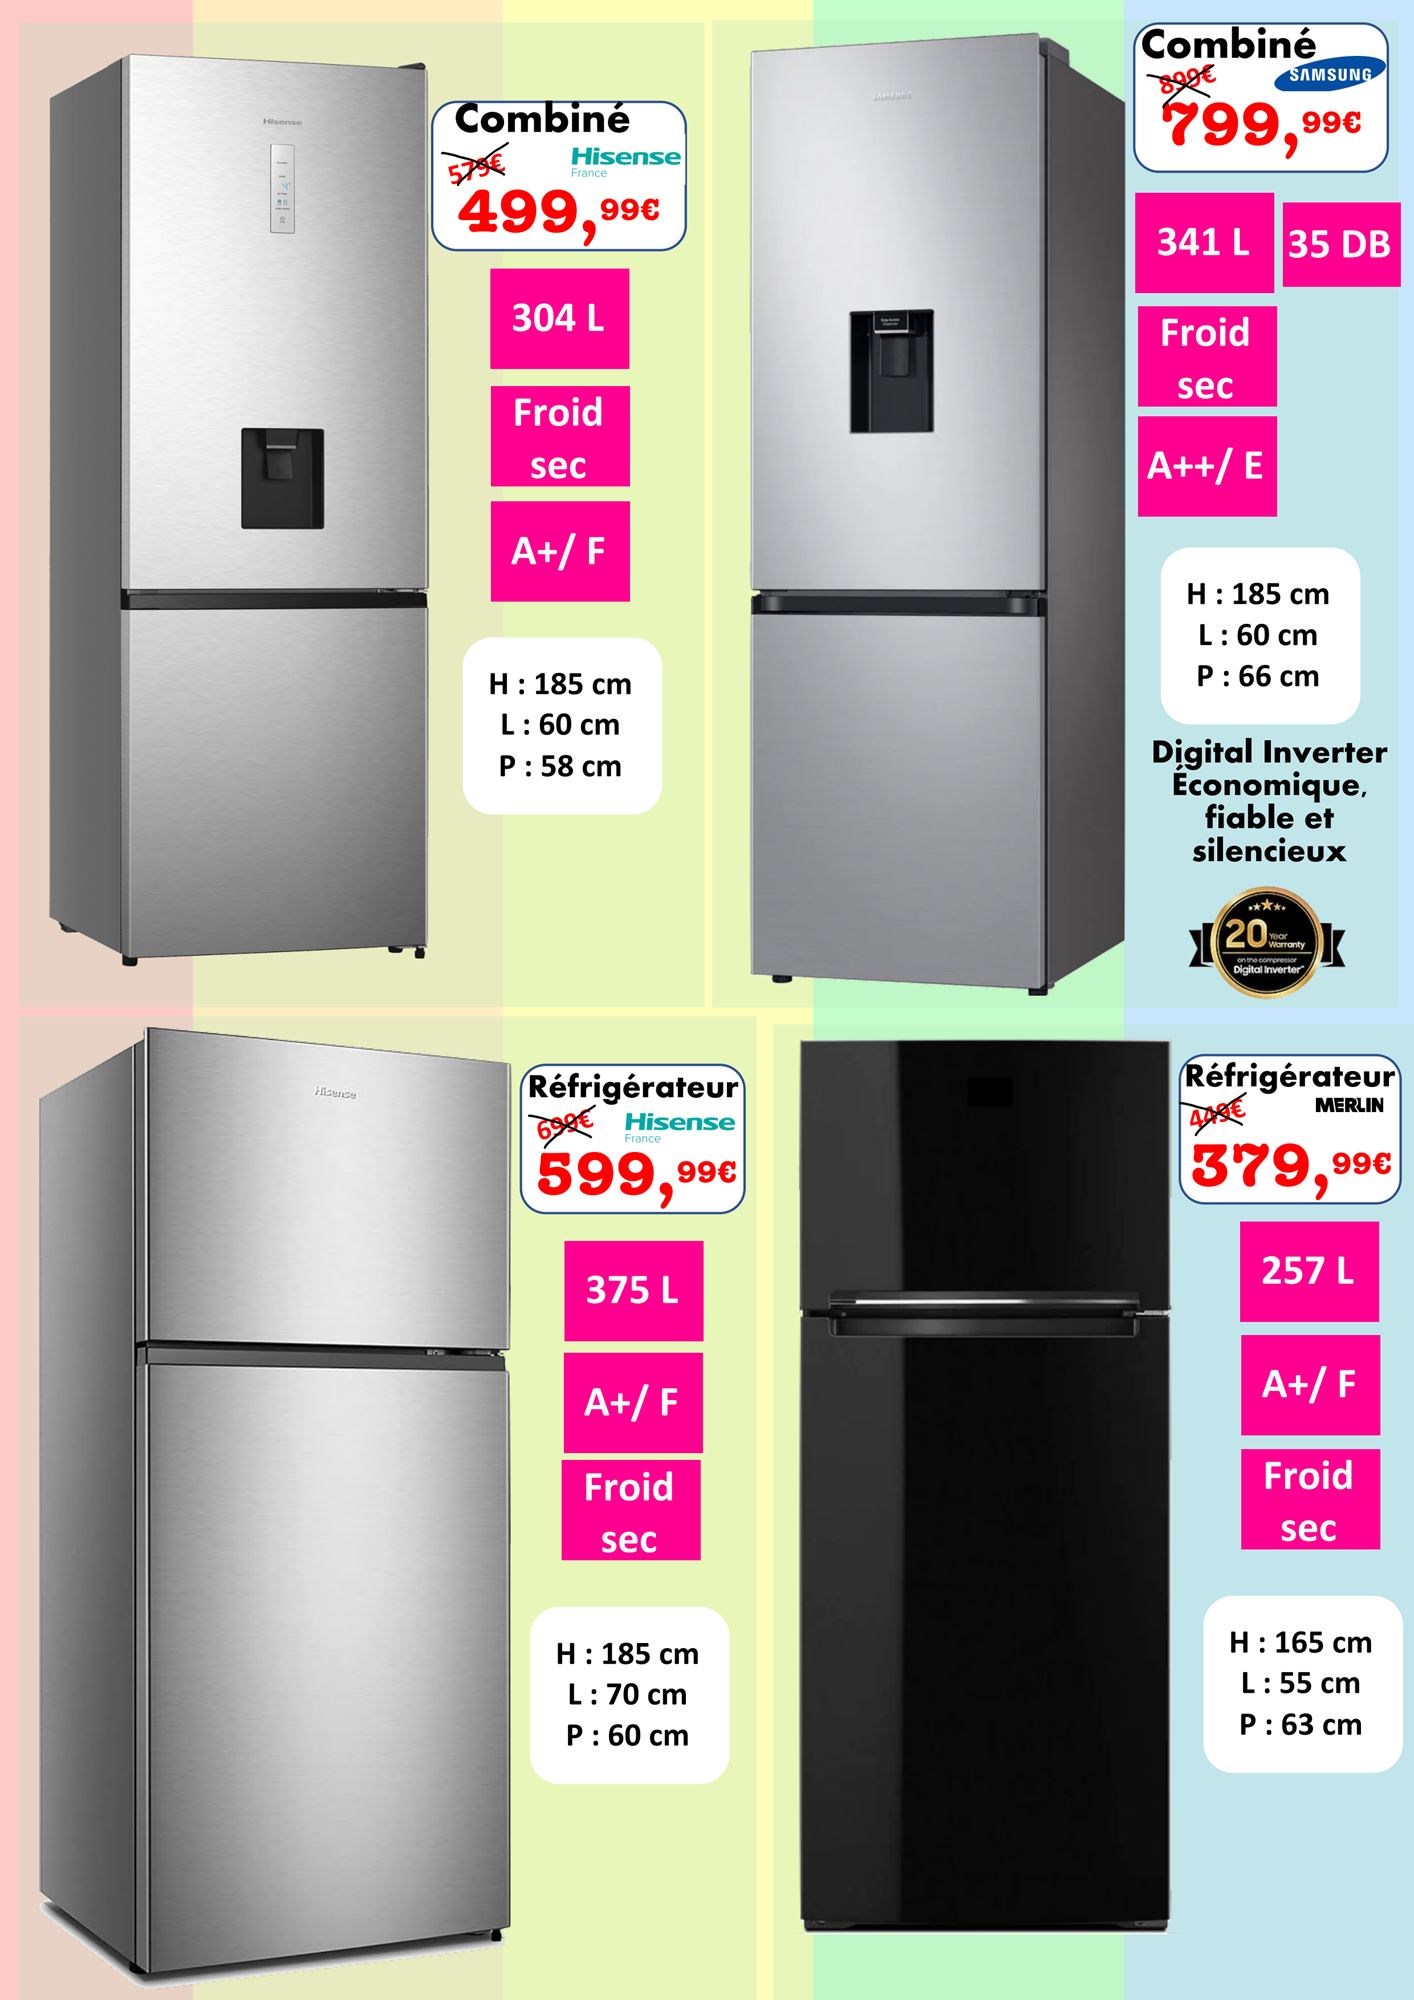 Hisense
Combiné
579€
Hisense
France
499,99€
304 L
Froid
sec
A+/ F
H : 185 cm
L : 60 cm
P : 58 cm
SAMSUNG
Combiné
899€
SAMSUNG
799,99€
341 L
35 DB
Froid
sec
A++/ E
H : 185 cm
L : 60 cm
P : 66 cm
Digital Inverter
Économique,
fiable et
silencieux
20 Year
Warranty
on the compressor
Digital Inverter
Hisense
Réfrigérateur
699€
Hisense
France
599,99€
375 L
A+/ F
Froid
sec
H : 185 cm
L : 70 cm
P : 60 cm
Réfrigérateur
449€
MERLIN
379,99€
257 L
A+/ F
Froid
sec
H : 165 cm
L : 55 cm
P : 63 cm